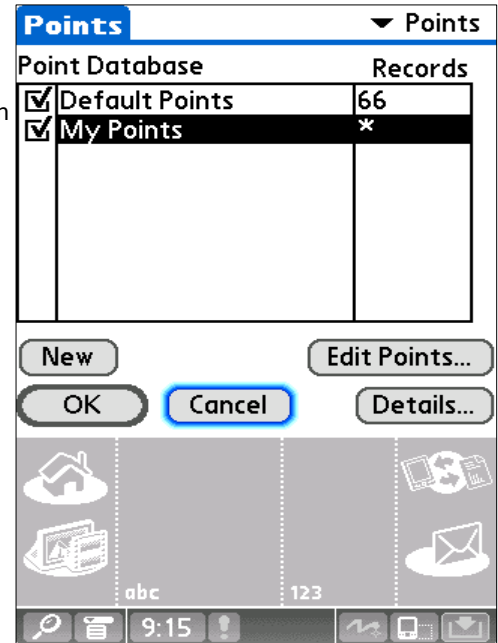 Points Points
Point Database Records
Default Points 66
My Points *
n
New Edit Points...
OK Cancel Details...
abc 123
9:15